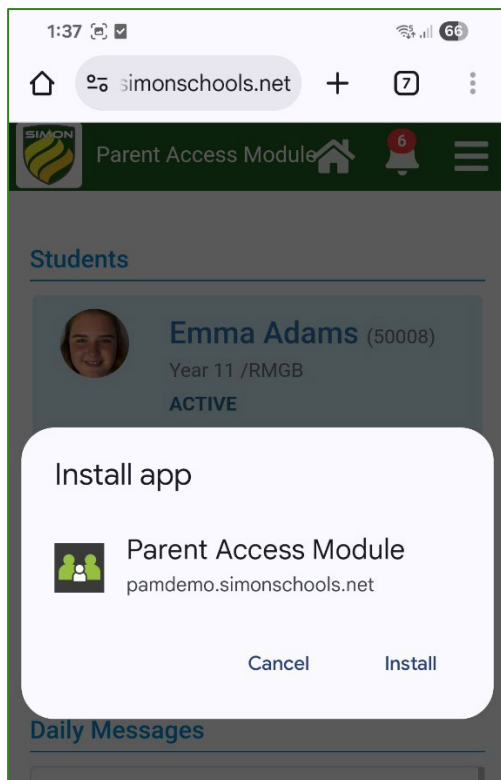 1:37
66
simonschools.net
7
SIMON
Parent Access Module
6
Students
Emma Adams (50008)
Year 11 /RMGB
ACTIVE
Install app
Parent Access Module
pamdemo.simonschools.net
Cancel Install
Daily Messages